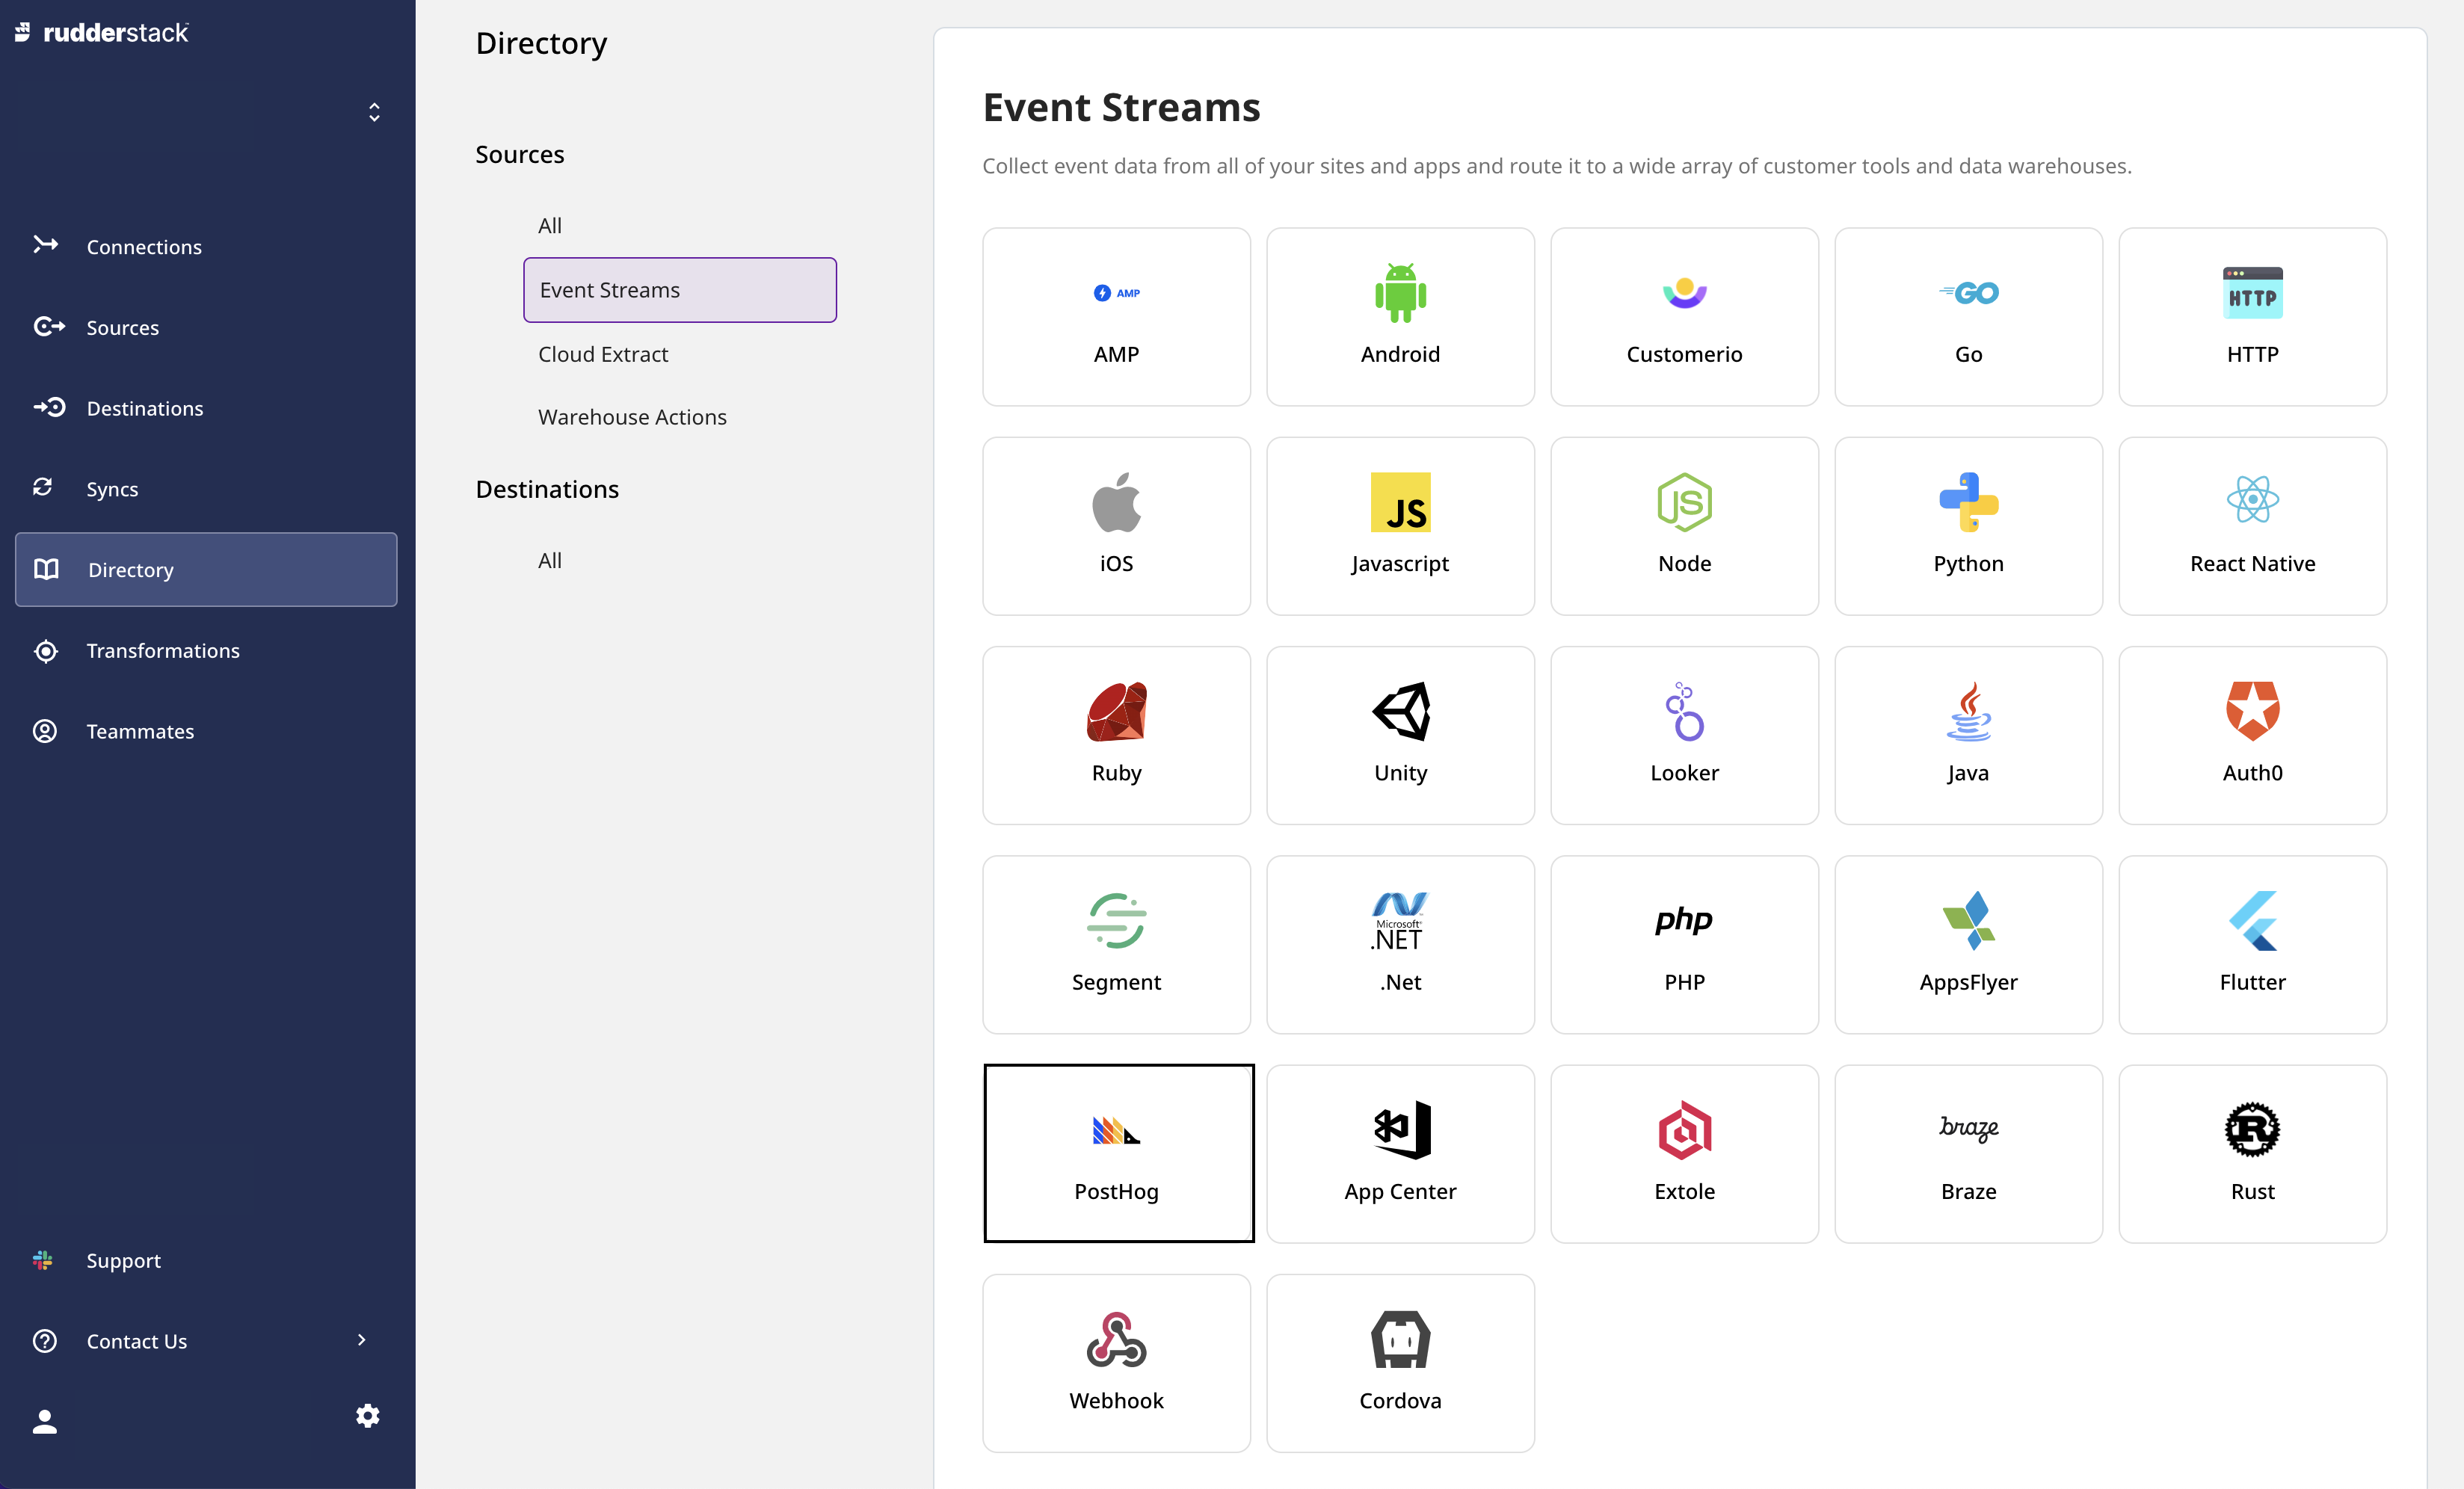 rudderstack
Connections
Sources
Destinations
Syncs
Directory
Transformations
Teammates
Support
Contact Us
Directory
Sources
All
Event Streams
Cloud Extract
Warehouse Actions
Destinations
All
Event Streams
Collect event data from all of your sites and apps and route it to a wide array of customer tools and data warehouses.
AMP
AMP
Android
Customerio
GO
Go
HTTP
HTTP
iOS
JS
Javascript
JS
Node
Python
React Native
Ruby
Unity
Looker
Java
Auth0
Segment
Microsoft
.NET
.Net
php
PHP
AppsFlyer
Flutter
PostHog
App Center
Extole
braze
Braze
R
Rust
Webhook
Cordova